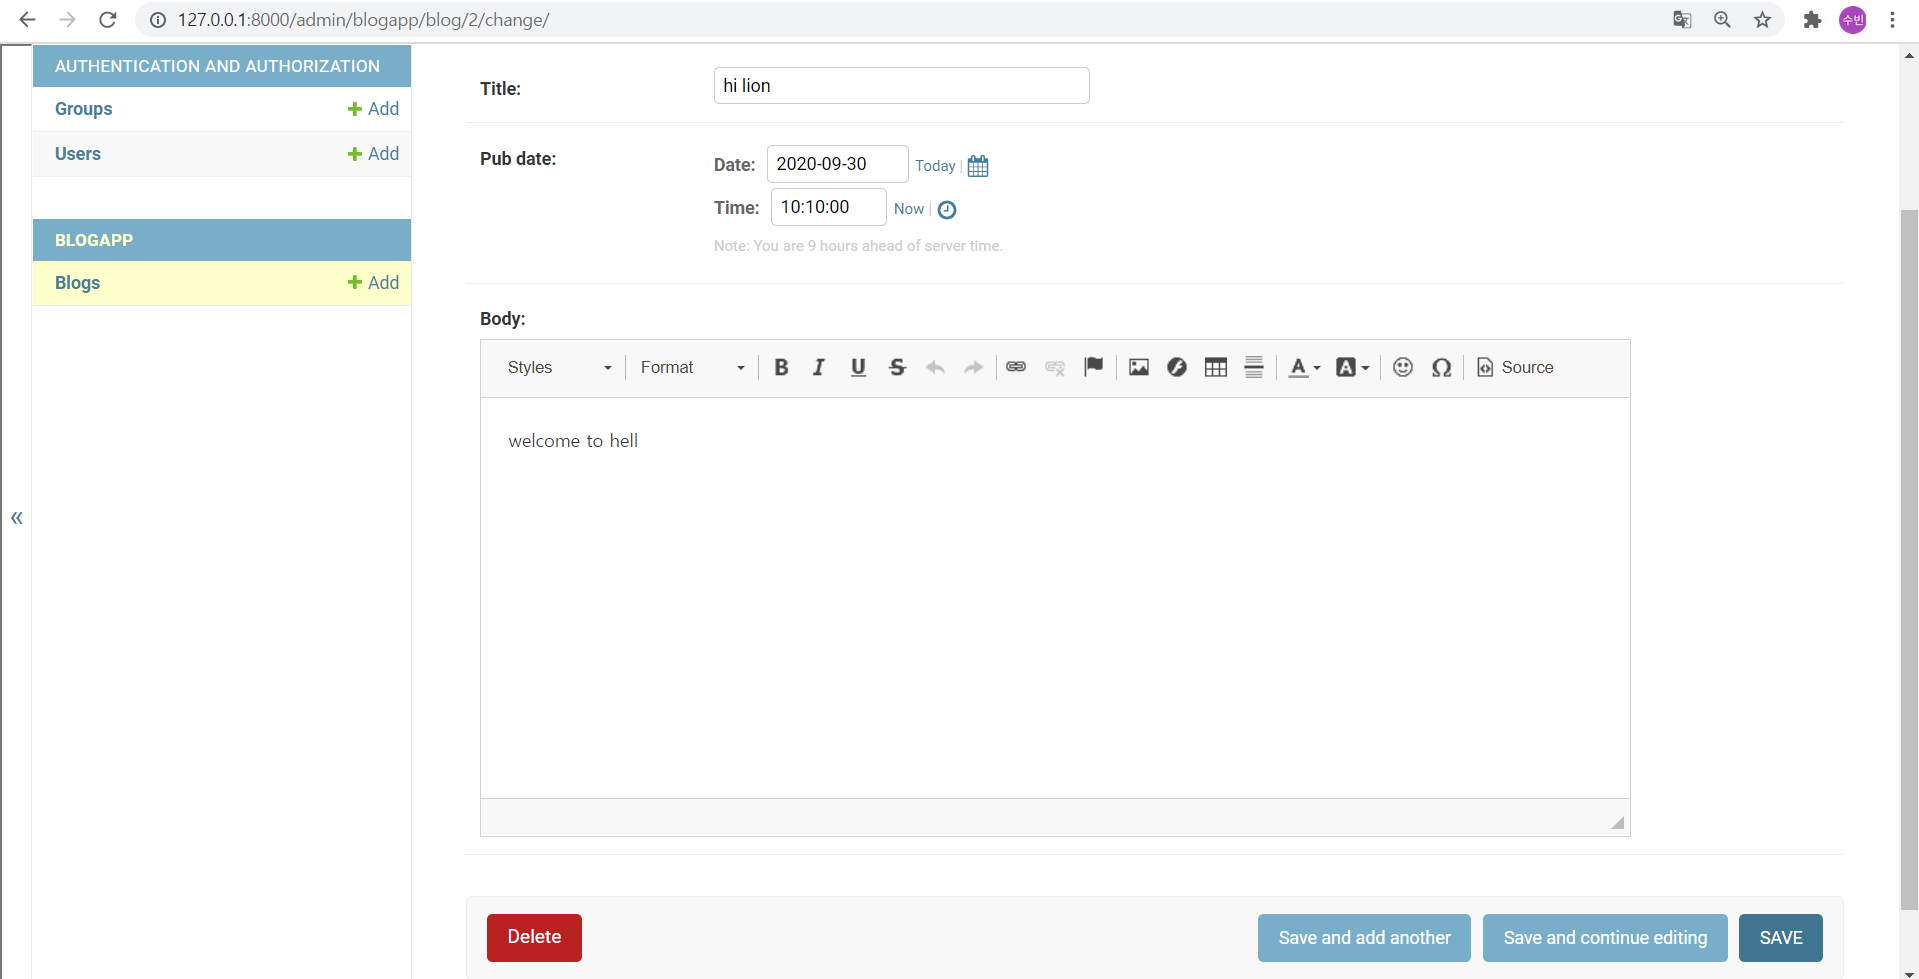 127.0.0.1:8000/admin/blogapp/blog/2/change/
수빈
AUTHENTICATION AND AUTHORIZATION
Groups
Add
Users
Add
BLOGAPP
Blogs
Add
«
Title:
hi lion
Pub date:
Date:
2020-09-30
Today |
Time:
10:10:00
Now |
Note: You are 9 hours ahead of server time.
Body:
Styles
Format
B I U S
A
A
Ω
Source
welcome to hell
Delete
Save and add another
Save and continue editing
SAVE